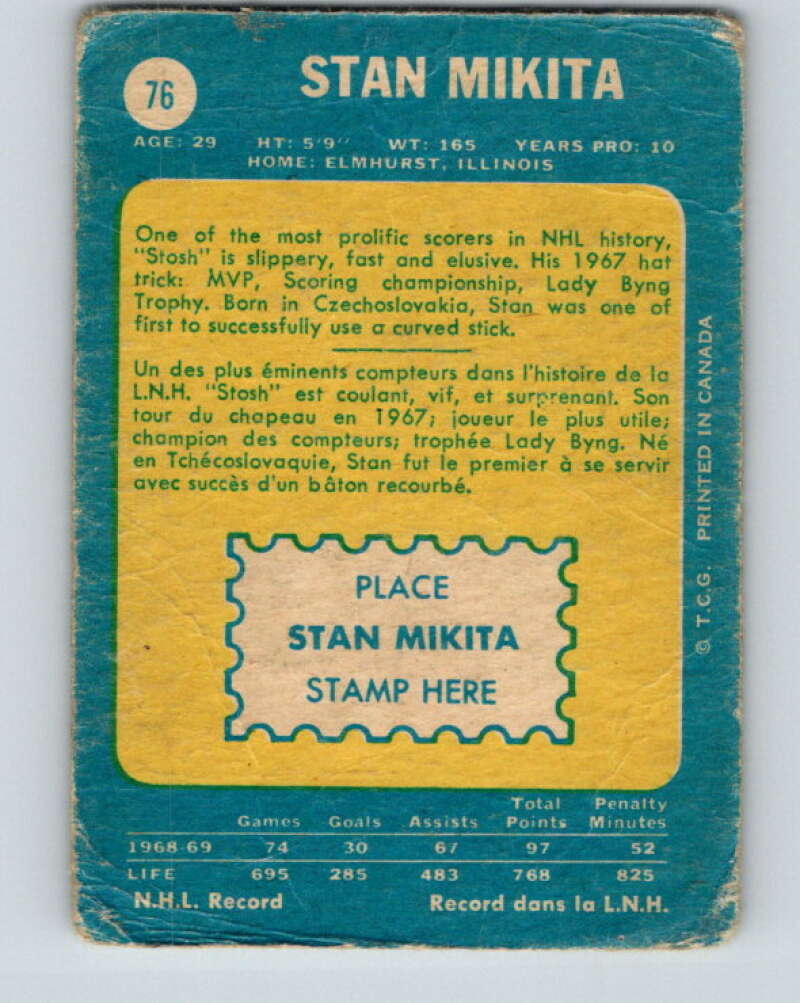 76
STAN MIKITA
AGE: 29 HT: 5'9" WT: 165 YEARS PRO: 10
HOME: ELMHURST, ILLINOIS
One of the most prolific scorers in NHL history,
"Stosh" is slippery, fast and elusive. His 1967 hat
trick: MVP, Scoring championship, Lady Byng
Trophy. Born in Czechoslovakia, Stan was one of
first to successfully use a curved stick.
Un des plus éminents compteurs dans l'histoire de la
L.N.H. "Stosh" est coulant, vif, et surprenant. Son
tour du chapeau en 1967; joueur le plus utile;
champion des compteurs; trophée Lady Byng. Né
en Tchécoslovaquie, Stan fut le premier à se servir
avec succès d'un bâton recourbé.
PLACE
STAN MIKITA
STAMP HERE
© T.C.G. PRINTED IN CANADA
Total Penalty
Games Goals Assists Points Minutes
1968-69 74 30 67 97 52
LIFE 695 285 483 768 825
N.H.L. Record Record dans la L.N.H.